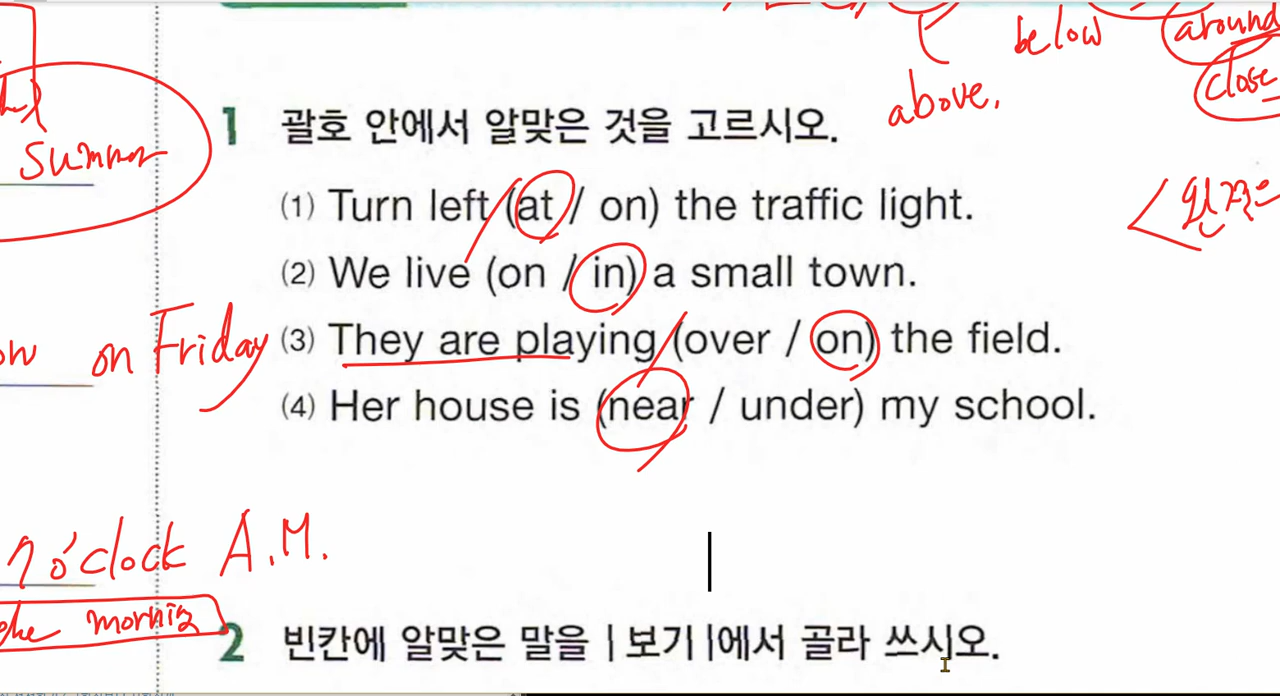 below
around
close
above.
Summer
1 괄호 안에서 알맞은 것을 고르시오.
(1) Turn left (at / on) the traffic light.
(2) We live (on / in) a small town.
(3) They are playing (over / on) the field.
(4) Her house is (near / under) my school.
on Friday
o'clock A.M.
2 빈칸에 알맞은 말을 | 보기 |에서 골라 쓰시오.